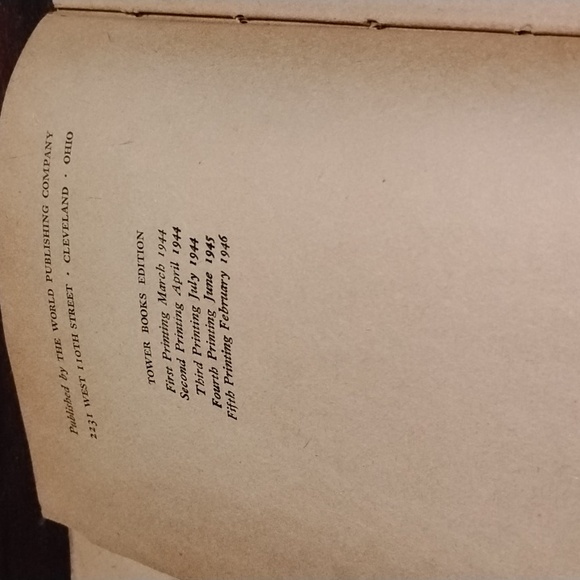 Published by THE WORLD PUBLISHING COMPANY
2231 WEST 110TH STREET · CLEVELAND · OHIO
TOWER BOOKS EDITION
First Printing March 1944
Second Printing April 1944
Third Printing July 1944
Fourth Printing June 1945
Fifth Printing February 1946